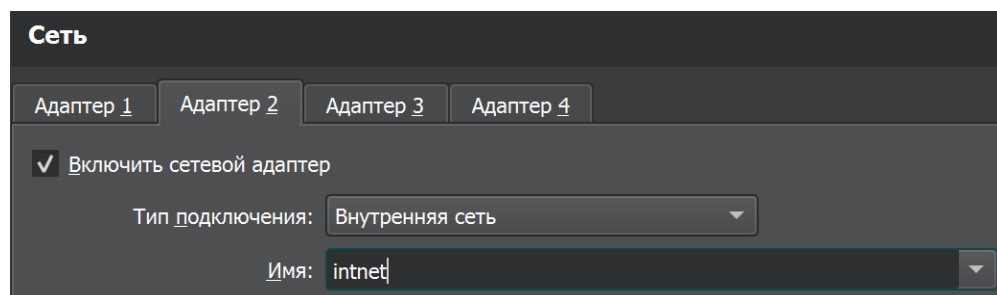 Сеть
Адаптер 1 Адаптер 2 Адаптер 3 Адаптер 4
Включить сетевой адаптер
Тип подключения: Внутренняя сеть
Имя: intnet